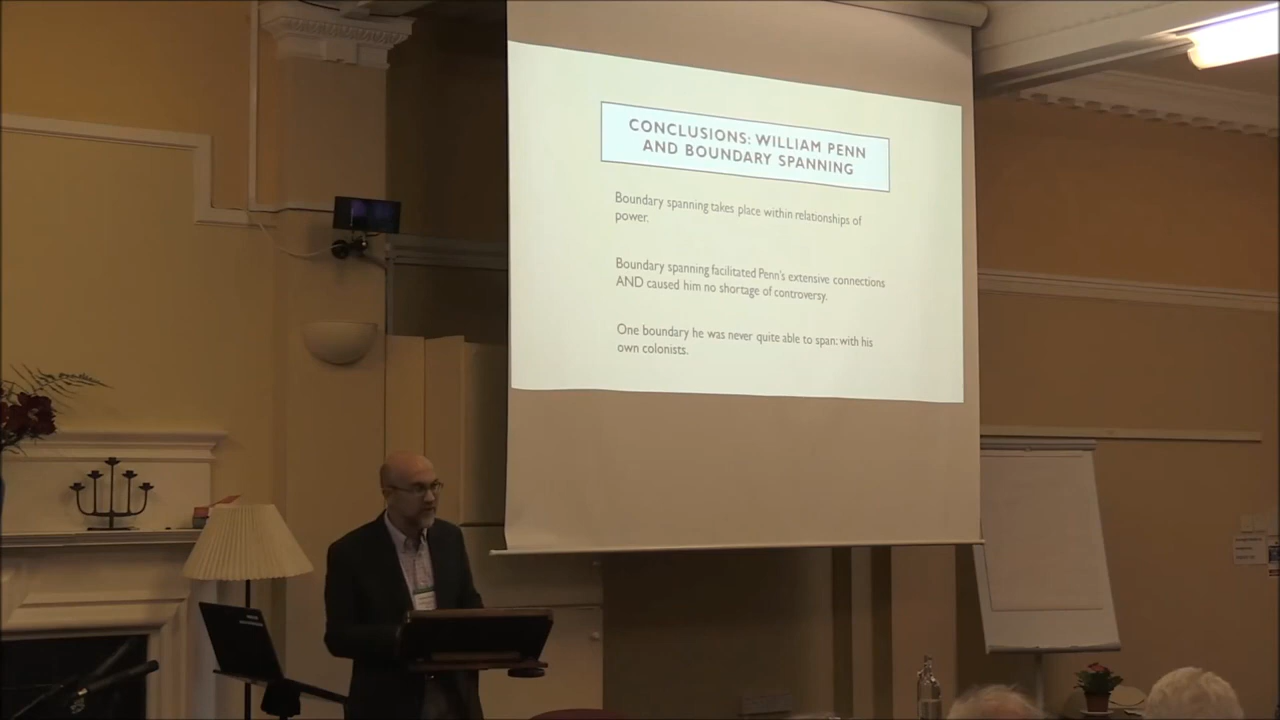 CONCLUSIONS: WILLIAM PENN
AND BOUNDARY SPANNING
Boundary spanning takes place within relationships of
power.
Boundary spanning facilitated Penn's extensive connections
AND caused him no shortage of controversy.
One boundary he was never quite able to span: with his
own colonists.